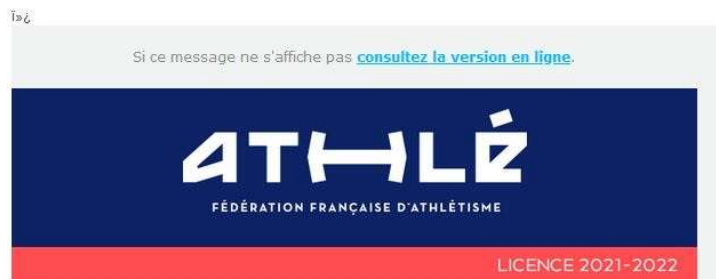 ï»¿
Si ce message ne s'affiche pas consultez la version en ligne.
ATHLÉ
FÉDÉRATION FRANÇAISE D'ATHLÉTISME
LICENCE 2021-2022